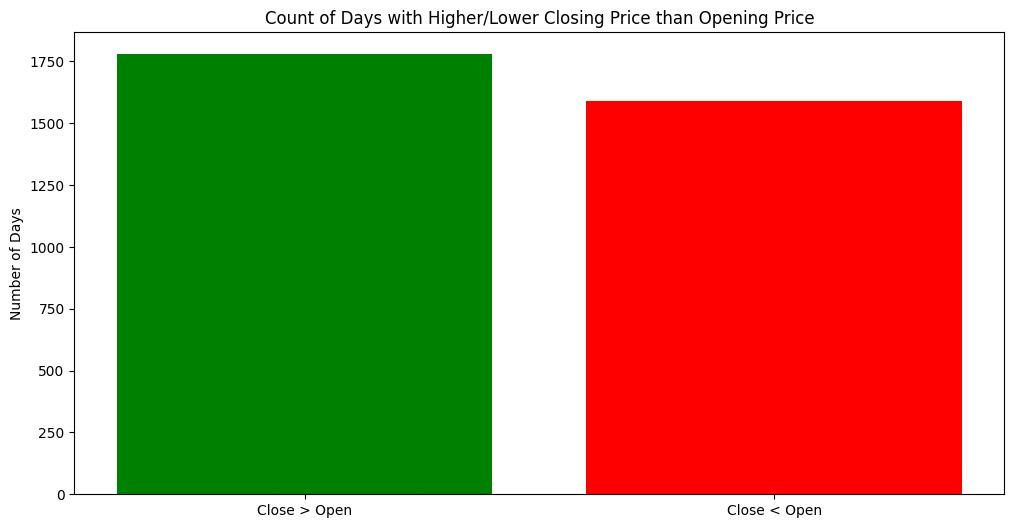 Count of Days with Higher/Lower Closing Price than Opening Price
Number of Days
1750
1500
1250
1000
750
500
250
0
Close > Open
Close < Open